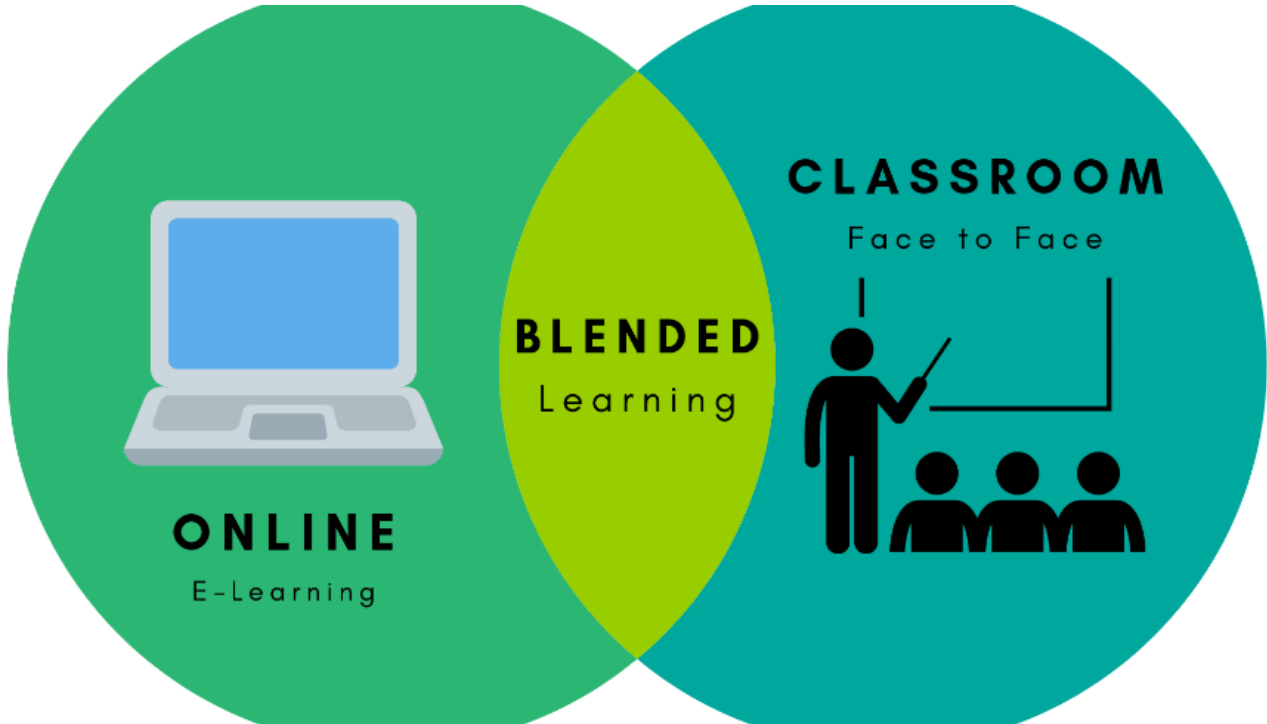 ONLINE
E-Learning
BLENDED
Learning
CLASSROOM
Face to Face